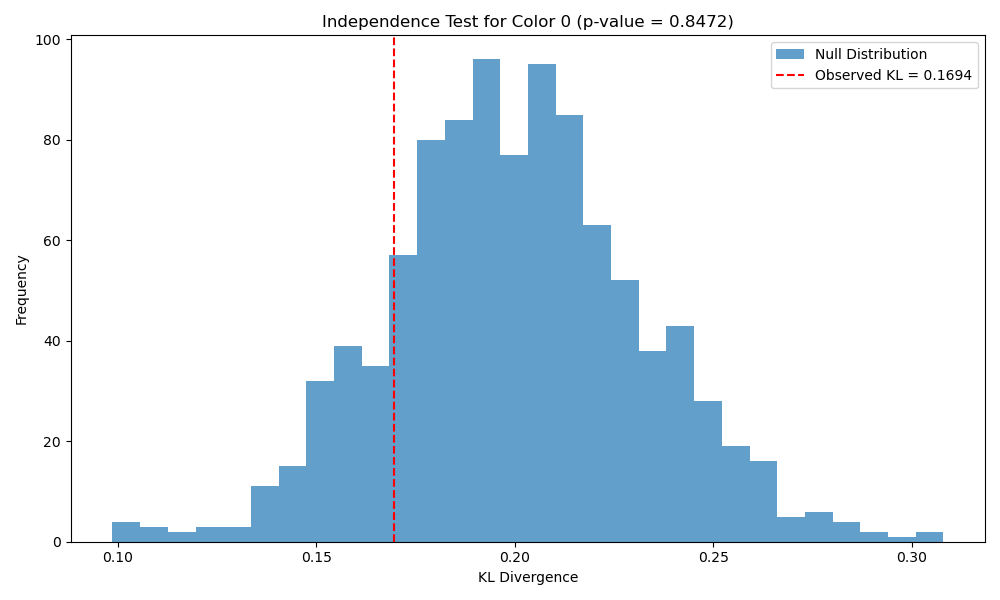 Independence Test for Color 0 (p-value = 0.8472)
Null Distribution
Observed KL = 0.1694
Frequency
100
80
60
40
20
0
0.10 0.15 0.20 0.25 0.30
KL Divergence